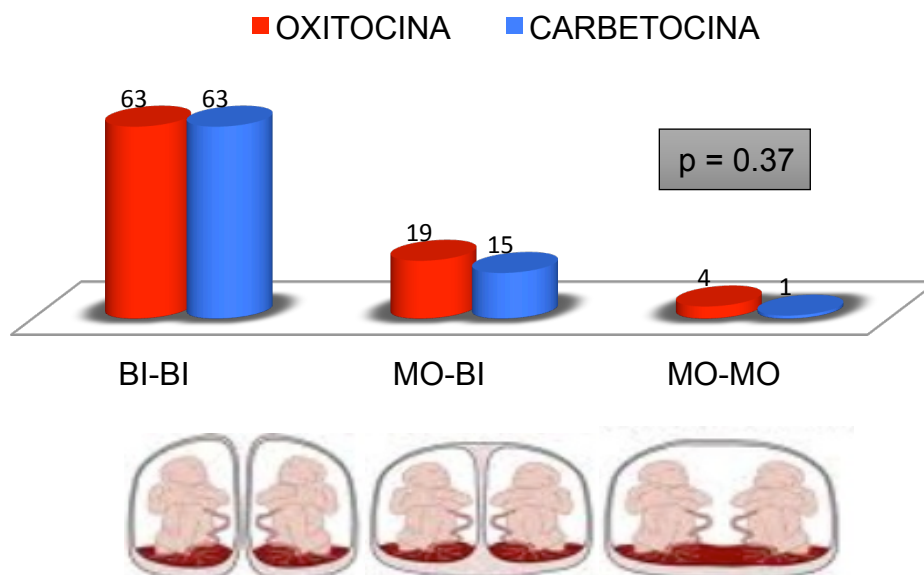 OXITOCINA CARBETOCINA
63 63
p = 0.37
19 15
4 1
BI-BI MO-BI MO-MO